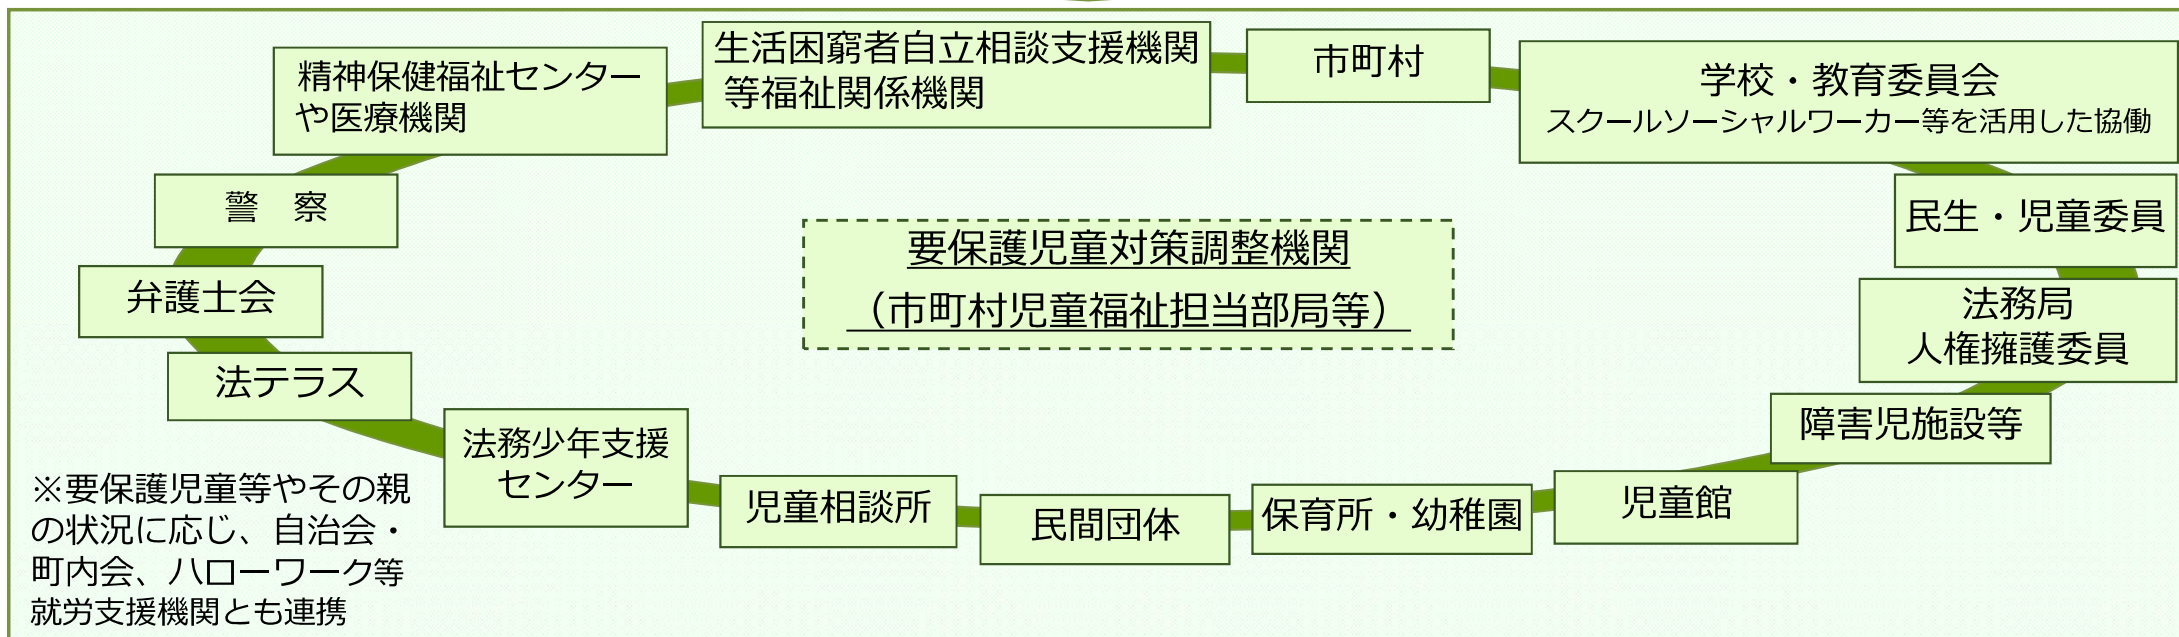 生活困窮者自立相談支援機関
等福祉関係機関
市町村
学校・教育委員会
スクールソーシャルワーカー等を活用した協働
精神保健福祉センター
や医療機関
警　察
民生・児童委員
要保護児童対策調整機関
（市町村児童福祉担当部局等）
弁護士会
法務局
人権擁護委員
法テラス
障害児施設等
法務少年支援
センター
児童相談所
民間団体
保育所・幼稚園
児童館
※要保護児童等やその親
の状況に応じ、自治会・
町内会、ハローワーク等
就労支援機関とも連携